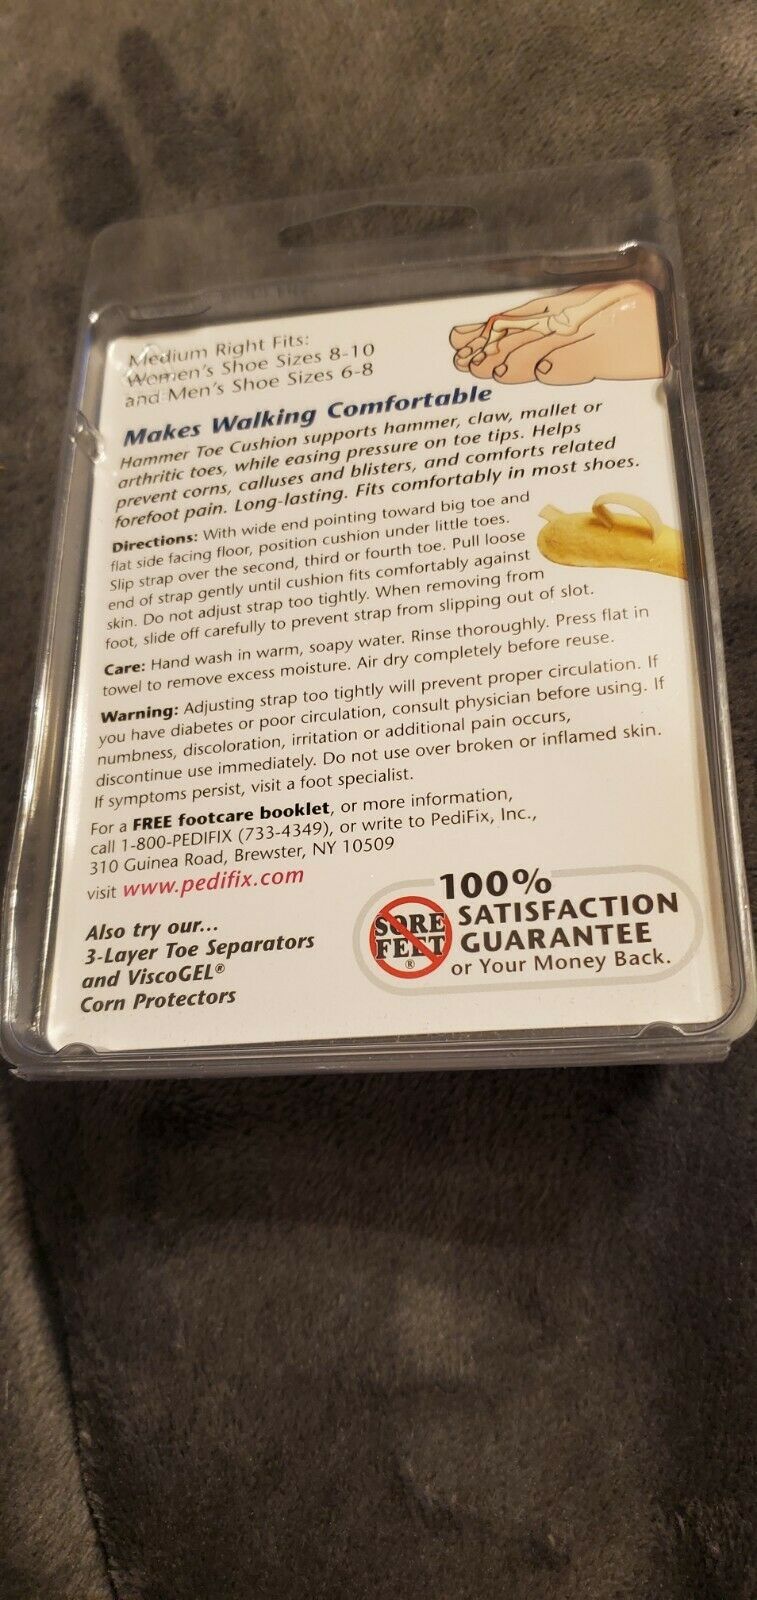 Medium Right Fits:
Women's Shoe Sizes 8-10
and Men's Shoe Sizes 6-8
Makes Walking Comfortable
Hammer Toe Cushion supports hammer, claw, mallet or
arthritic toes, while easing pressure on toe tips. Helps
prevent corns, calluses and blisters, and comforts related
forefoot pain. Long-lasting. Fits comfortably in most shoes.
Directions: With wide end pointing toward big toe and
flat side facing floor, position cushion under little toes.
Slip strap over the second, third or fourth toe. Pull loose
end of strap gently until cushion fits comfortably against
skin. Do not adjust strap too tightly. When removing from
foot, slide off carefully to prevent strap from slipping out of slot.
Care: Hand wash in warm, soapy water. Rinse thoroughly. Press flat in
towel to remove excess moisture. Air dry completely before reuse.
Warning: Adjusting strap too tightly will prevent proper circulation. If
you have diabetes or poor circulation, consult physician before using. If
numbness, discoloration, irritation or additional pain occurs,
discontinue use immediately. Do not use over broken or inflamed skin.
If symptoms persist, visit a foot specialist.
For a FREE footcare booklet, or more information,
call 1-800-PEDIFIX (733-4349), or write to PediFix, Inc.,
310 Guinea Road, Brewster, NY 10509
visit www.pedifix.com
Also try our...
3-Layer Toe Separators
and ViscoGEL®
Corn Protectors
SORE
FEET
®
100%
SATISFACTION
GUARANTEE
or Your Money Back.